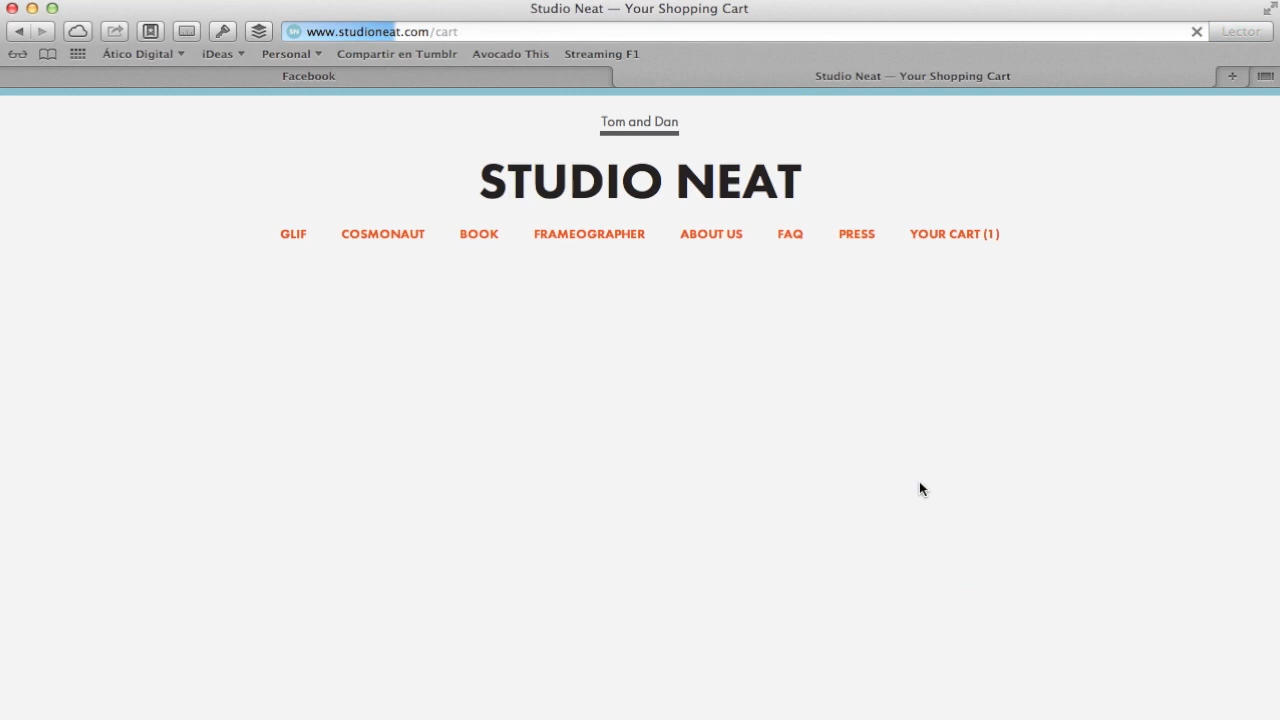 Studio Neat — Your Shopping Cart
www.studioneat.com/cart
Lector
Ático Digital
iDeas
Personal
Compartir en Tumblr
Avocado This
Streaming F1
Facebook
Studio Neat — Your Shopping Cart
Tom and Dan
STUDIO NEAT
GLIF
COSMONAUT
BOOK
FRAMEOGRAPHER
ABOUT US
FAQ
PRESS
YOUR CART (1)